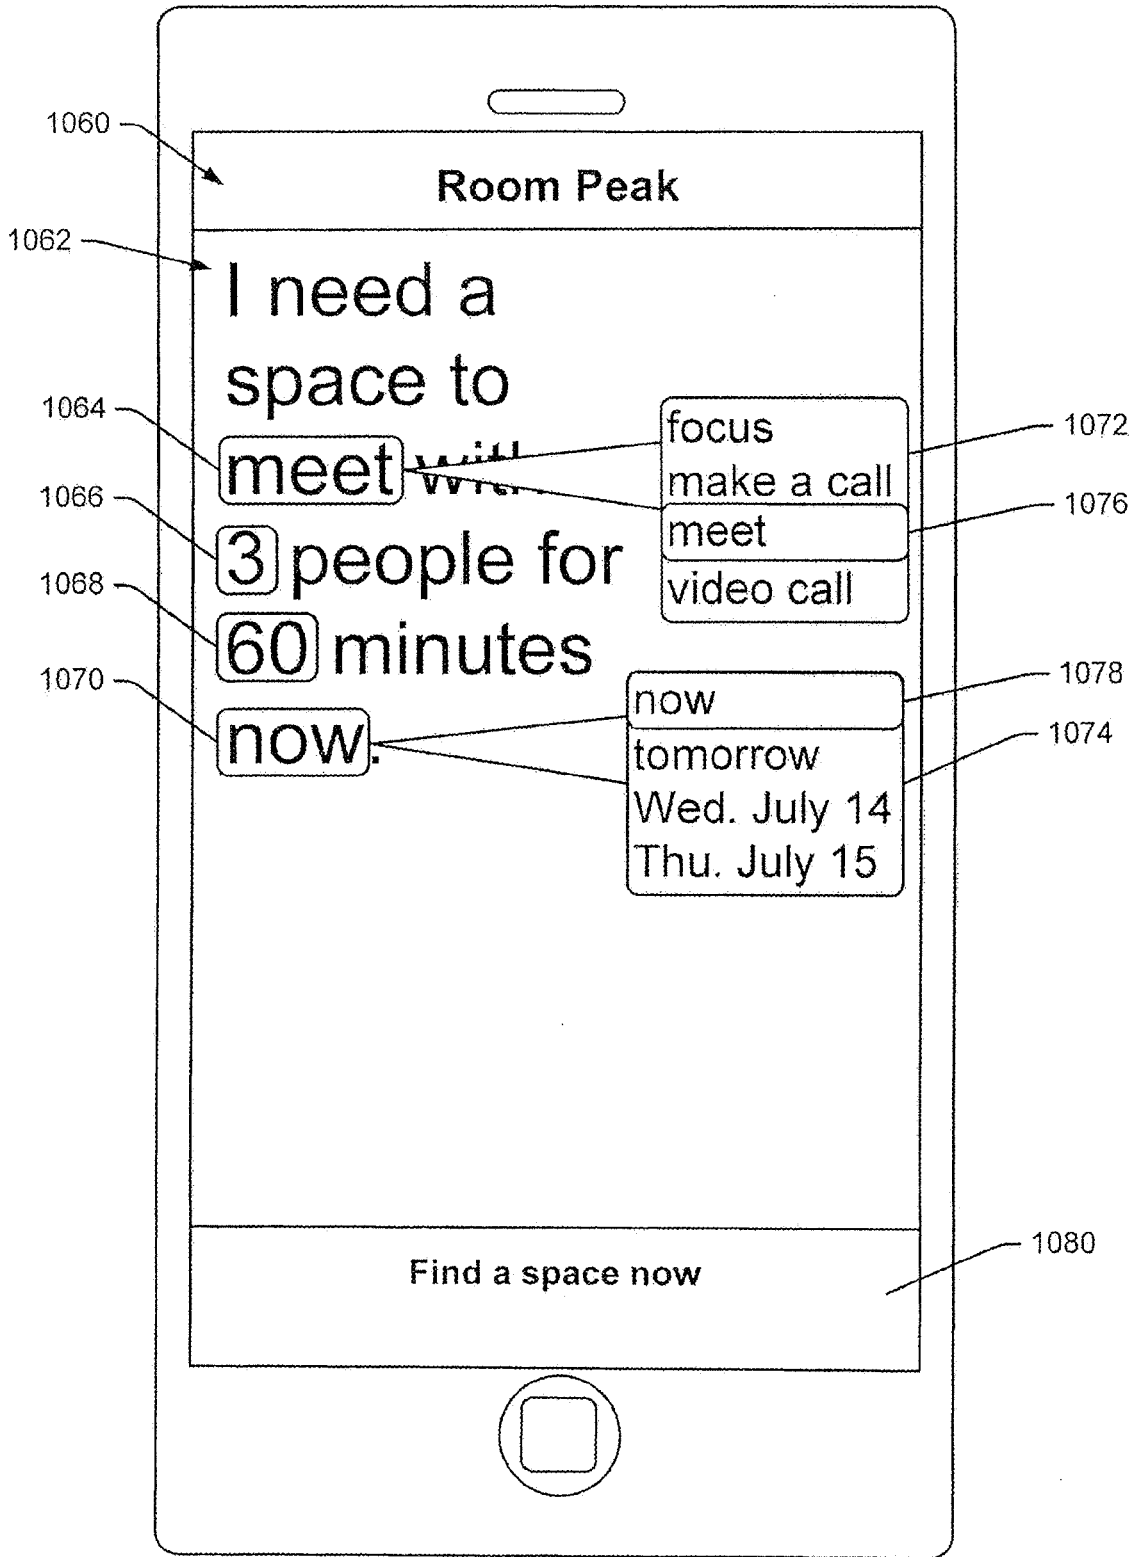 1060
Room Peak
1062
I need a
space to
1064
meet with
focus
make a call
meet
video call
1072
1076
1066
3 people for
1068
60 minutes
1070
now.
now
tomorrow
Wed. July 14
Thu. July 15
1078
1074
Find a space now
1080